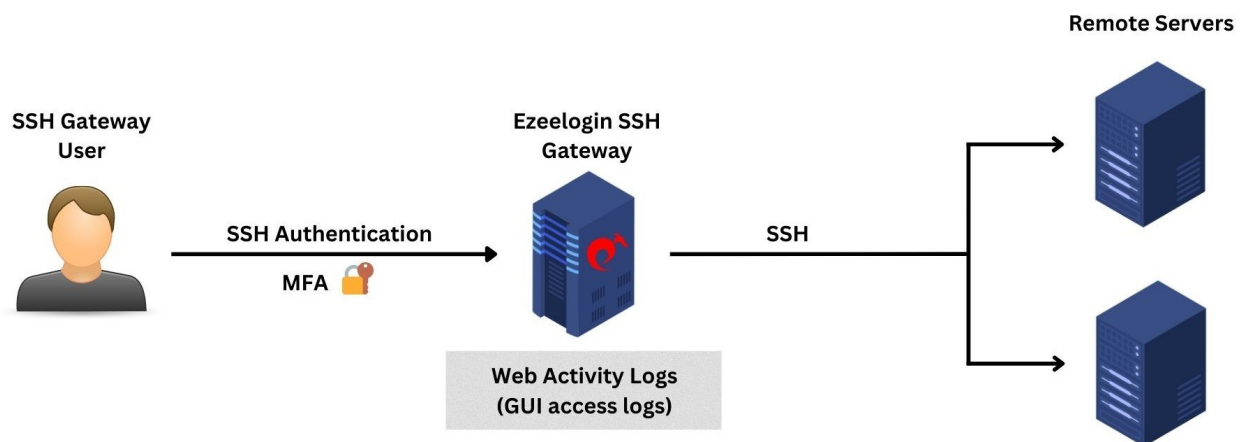 SSH Gateway
User
SSH Authentication
MFA
Ezeelogin SSH
Gateway
Web Activity Logs
(GUI access logs)
SSH
Remote Servers